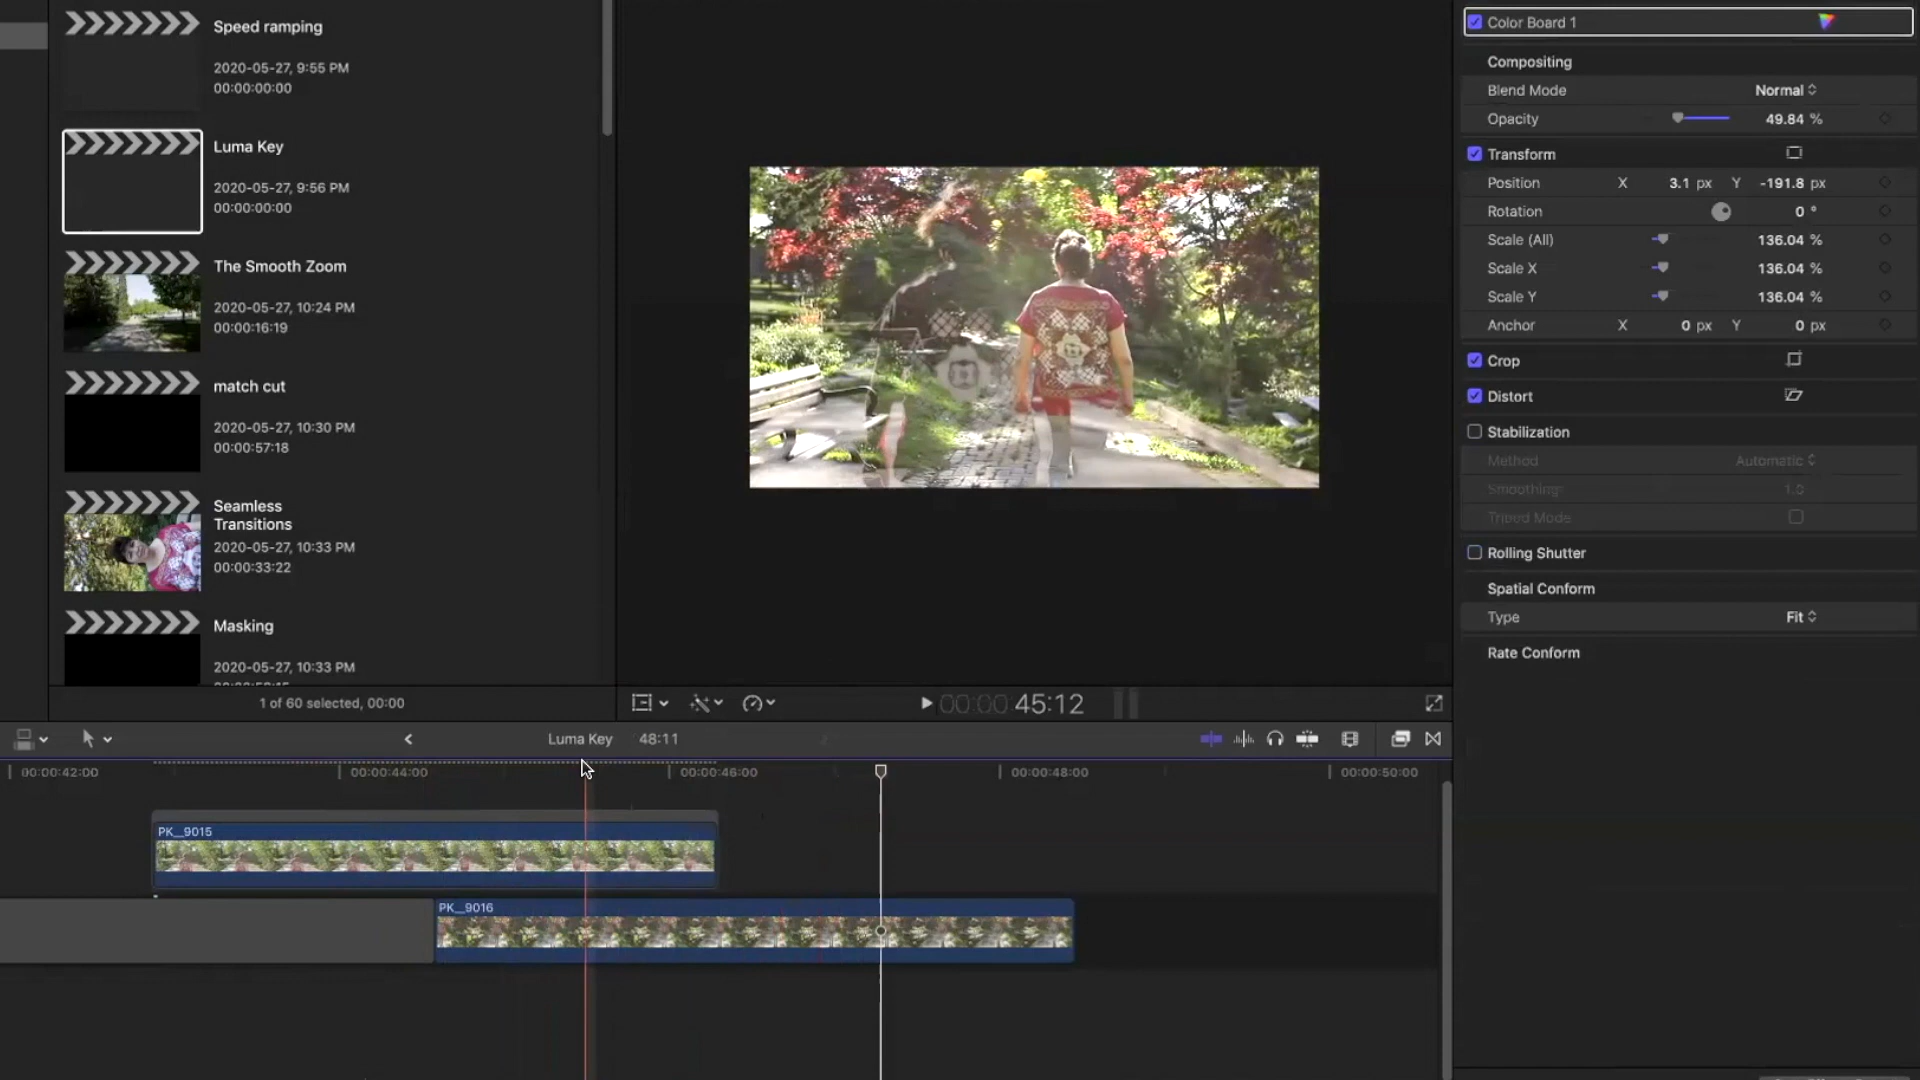 Speed ramping
2020-05-27, 9:55 PM
00:00:00:00
Luma Key
2020-05-27, 9:56 PM
00:00:00:00
The Smooth Zoom
2020-05-27, 10:24 PM
00:00:16:19
match cut
2020-05-27, 10:30 PM
00:00:57:18
Seamless
Transitions
2020-05-27, 10:33 PM
00:00:33:22
Masking
2020-05-27, 10:33 PM
1 of 60 selected, 00:00
00:00:00:45:12
Color Board 1
Compositing
Blend Mode Normal
Opacity 49.84 %
Transform
Position X 3.1 px Y -191.8 px
Rotation 0 °
Scale (All) 136.04 %
Scale X 136.04 %
Scale Y 136.04 %
Anchor X 0 px Y 0 px
Crop
Distort
Stabilization
Method Automatic
Smoothing 1.0
Tripod Mode
Rolling Shutter
Spatial Conform
Type Fit
Rate Conform
Luma Key 48:11
00:00:42:00 00:00:44:00 00:00:46:00 00:00:48:00 00:00:50:00
PK_9015
PK_9016